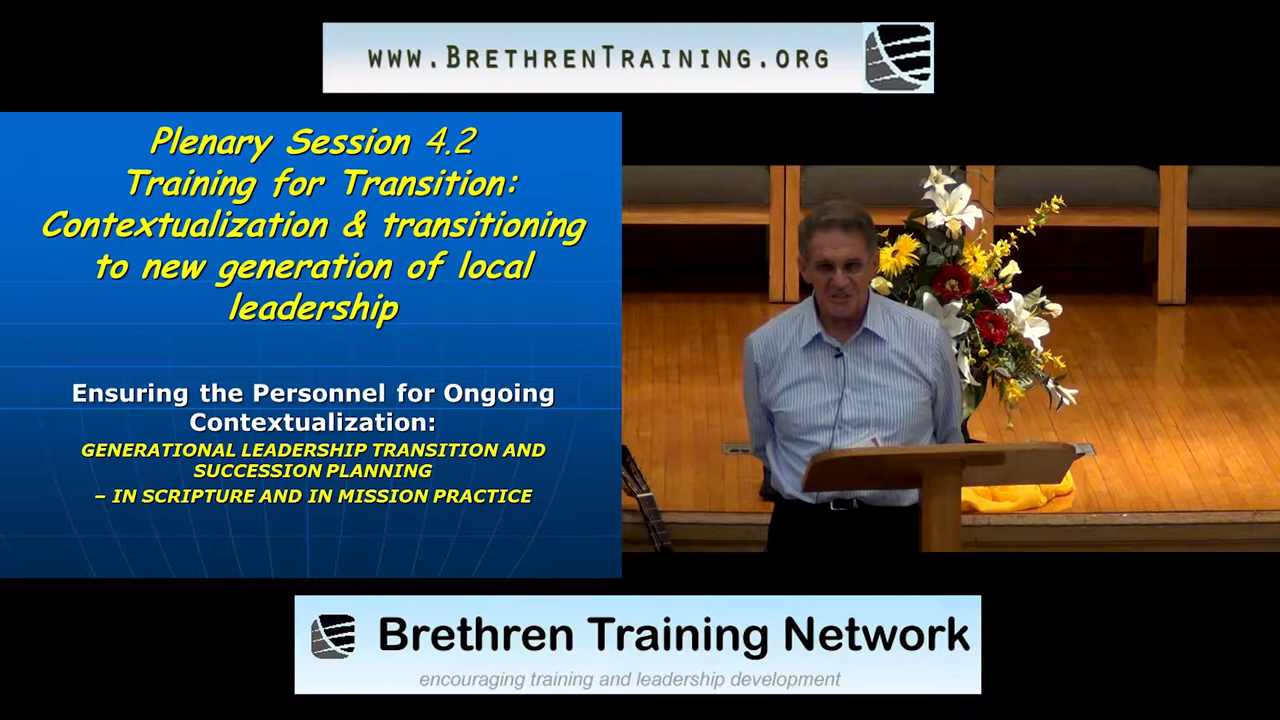 www.BrethrenTraining.org
Plenary Session 4.2
Training for Transition:
Contextualization & transitioning
to new generation of local
leadership
Ensuring the Personnel for Ongoing
Contextualization:
GENERATIONAL LEADERSHIP TRANSITION AND
SUCCESSION PLANNING
– IN SCRIPTURE AND IN MISSION PRACTICE
Brethren Training Network
encouraging training and leadership development